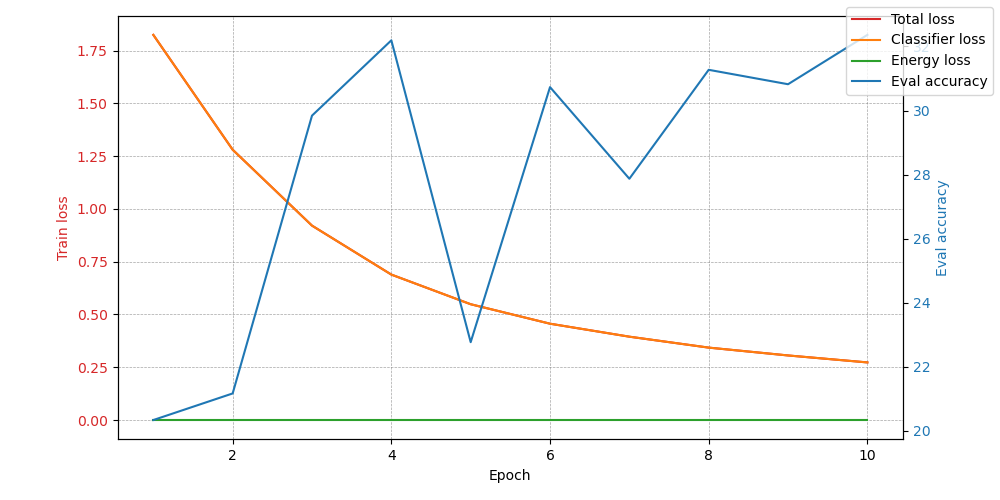 Total loss
Classifier loss
Energy loss
Eval accuracy
Train loss
1.75
1.50
1.25
1.00
0.75
0.50
0.25
0.00
32
30
28
26
24
22
20
Eval accuracy
2
4
6
8
10
Epoch